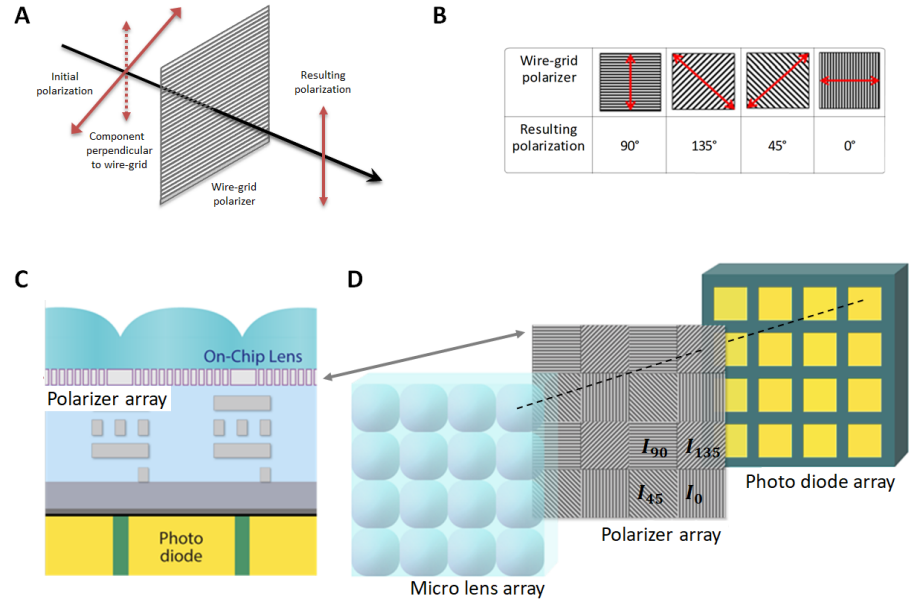 A
Initial
polarization
Component
perpendicular
to wire-grid
Resulting
polarization
Wire-grid
polarizer
B
Wire-grid
polarizer
Resulting
polarization
90°
135°
45°
0°
C
On-Chip Lens
Polarizer array
Photo
diode
D
I90
I135
I45
I0
Photo diode array
Polarizer array
Micro lens array